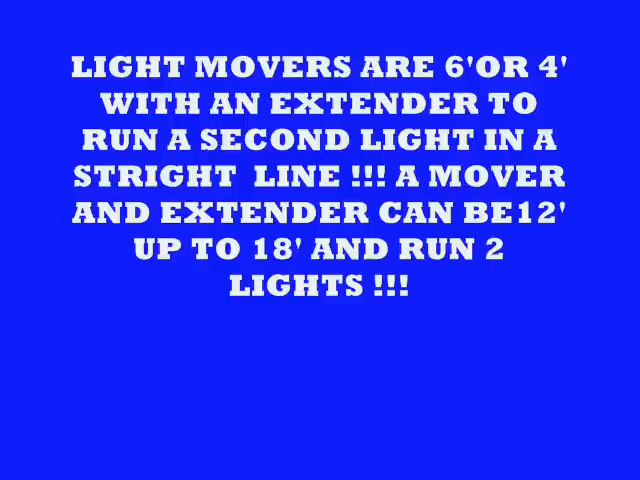 LIGHT MOVERS ARE 6'OR 4'
WITH AN EXTENDER TO
RUN A SECOND LIGHT IN A
STRIGHT  LINE !!! A MOVER
AND EXTENDER CAN BE12'
UP TO 18' AND RUN 2
LIGHTS !!!